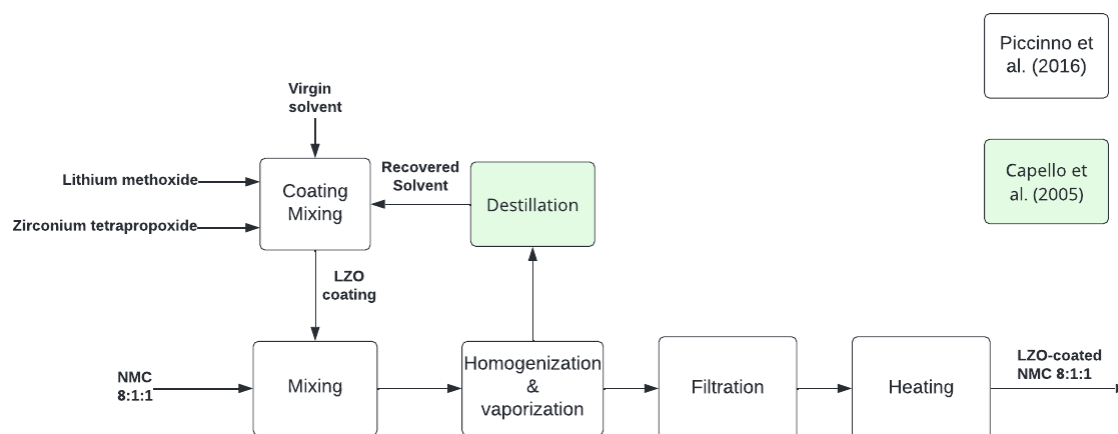 Piccinno et
al. (2016)
Virgin
solvent
Lithium methoxide
Zirconium tetrapropoxide
Coating
Mixing
Recovered
Solvent
Destillation
Capello et
al. (2005)
LZO
coating
NMC
8:1:1
Mixing
Homogenization
&
vaporization
Filtration
Heating
LZO-coated
NMC 8:1:1